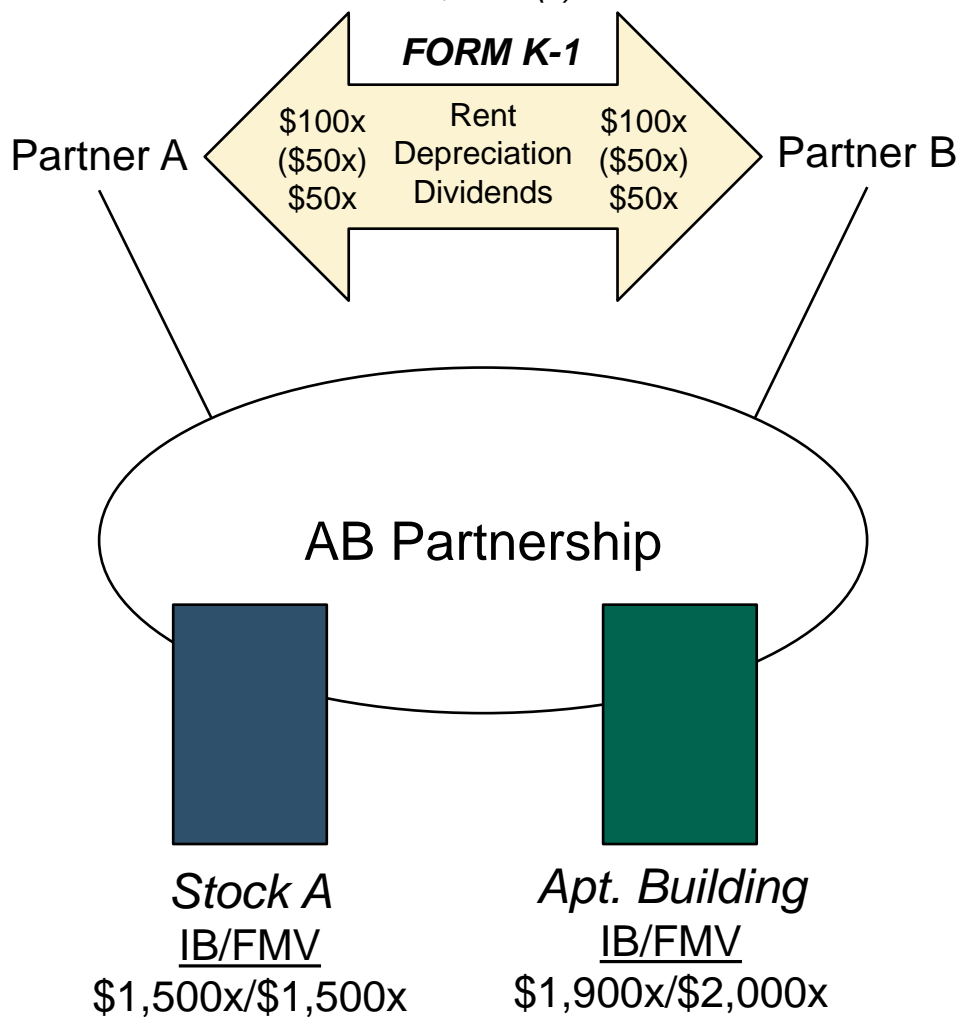 FORM K-1
$100x Rent $100x
($50x) Depreciation ($50x)
$50x Dividends $50x
Partner A
Partner B
AB Partnership
Stock A
IB/FMV
$1,500x/$1,500x
Apt. Building
IB/FMV
$1,900x/$2,000x